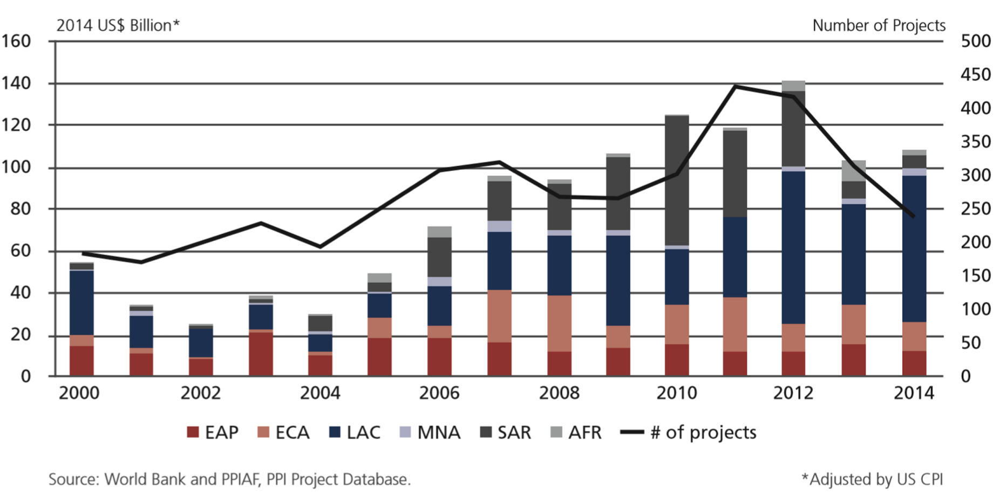 2014 US$ Billion*
Number of Projects
160 500
140 450
120 400
100 350
80 300
60 250
40 200
20 150
0 100
50
0
2000 2002 2004 2006 2008 2010 2012 2014
EAP ECA LAC MNA SAR AFR # of projects
Source: World Bank and PPIAF, PPI Project Database.
*Adjusted by US CPI